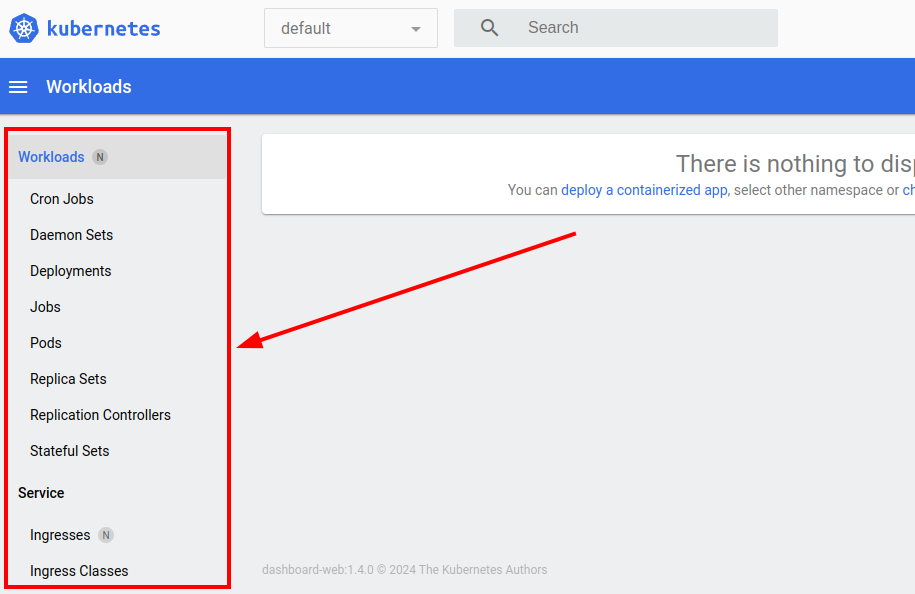 kubernetes
default
Search
Workloads
Workloads N
Cron Jobs
Daemon Sets
Deployments
Jobs
Pods
Replica Sets
Replication Controllers
Stateful Sets
Service
Ingresses N
Ingress Classes
There is nothing to disp
You can deploy a containerized app, select other namespace or ch
dashboard-web:1.4.0 © 2024 The Kubernetes Authors